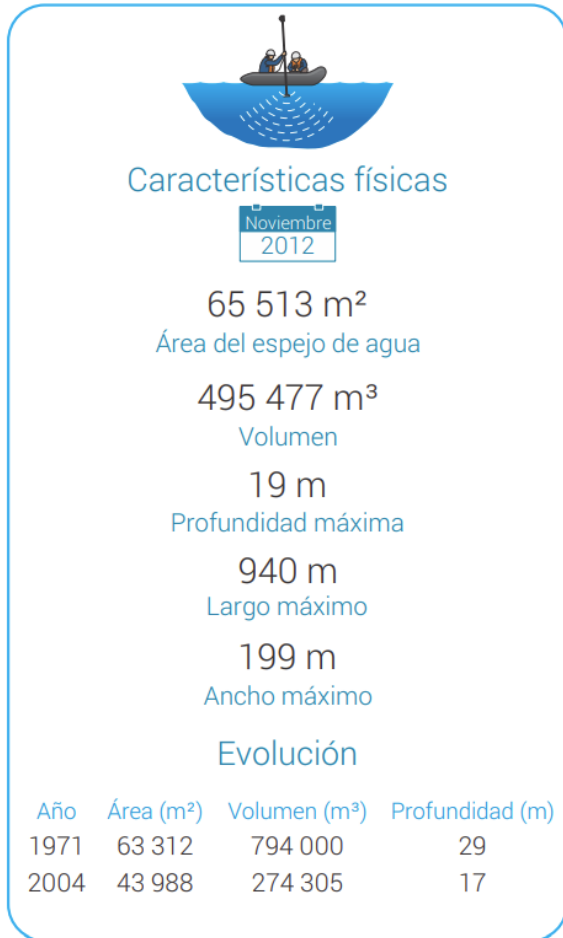 Características físicas
Noviembre
2012
65 513 m²
Área del espejo de agua
495 477 m³
Volumen
19 m
Profundidad máxima
940 m
Largo máximo
199 m
Ancho máximo
Evolución
Año Área (m²) Volumen (m³) Profundidad (m)
1971 63 312 794 000 29
2004 43 988 274 305 17